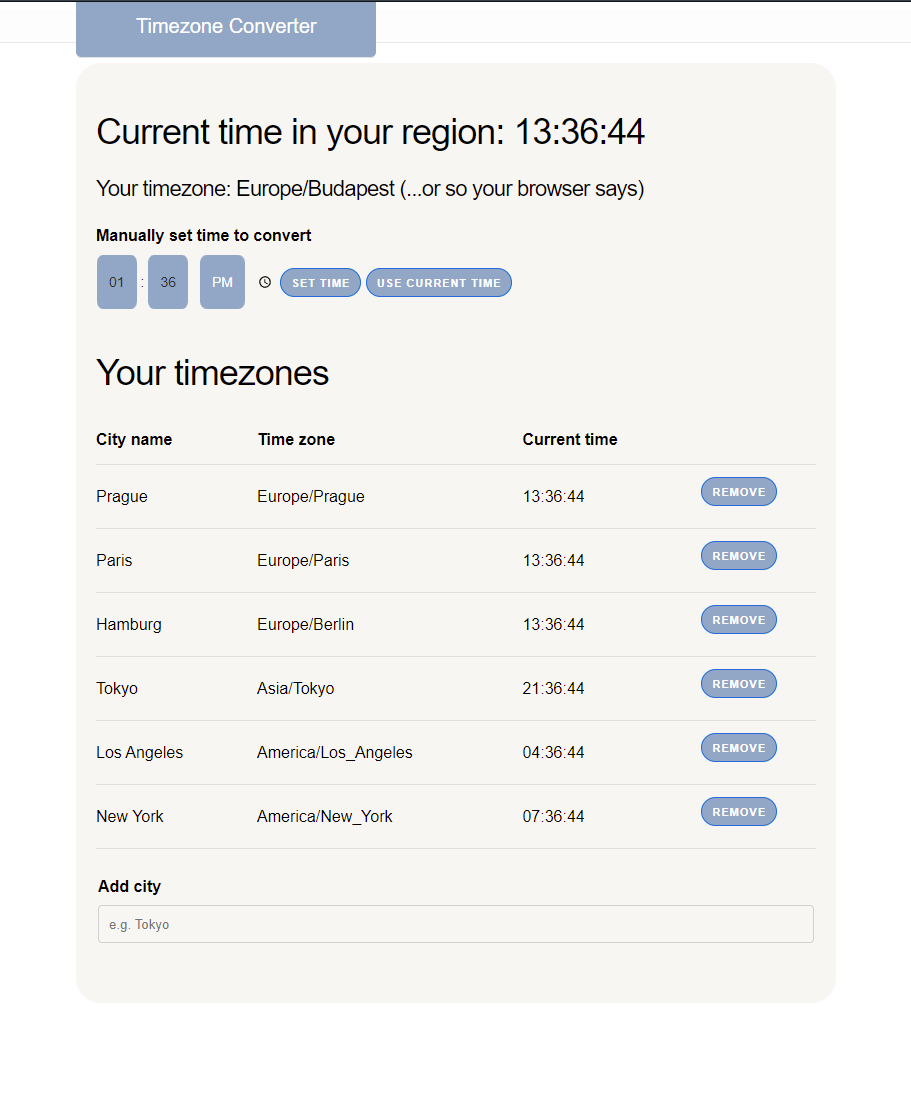 Timezone Converter
Current time in your region: 13:36:44
Your timezone: Europe/Budapest (...or so your browser says)
Manually set time to convert
01 : 36 PM SET TIME USE CURRENT TIME
Your timezones
City name Time zone Current time
Prague Europe/Prague 13:36:44 REMOVE
Paris Europe/Paris 13:36:44 REMOVE
Hamburg Europe/Berlin 13:36:44 REMOVE
Tokyo Asia/Tokyo 21:36:44 REMOVE
Los Angeles America/Los_Angeles 04:36:44 REMOVE
New York America/New_York 07:36:44 REMOVE
Add city
e.g. Tokyo